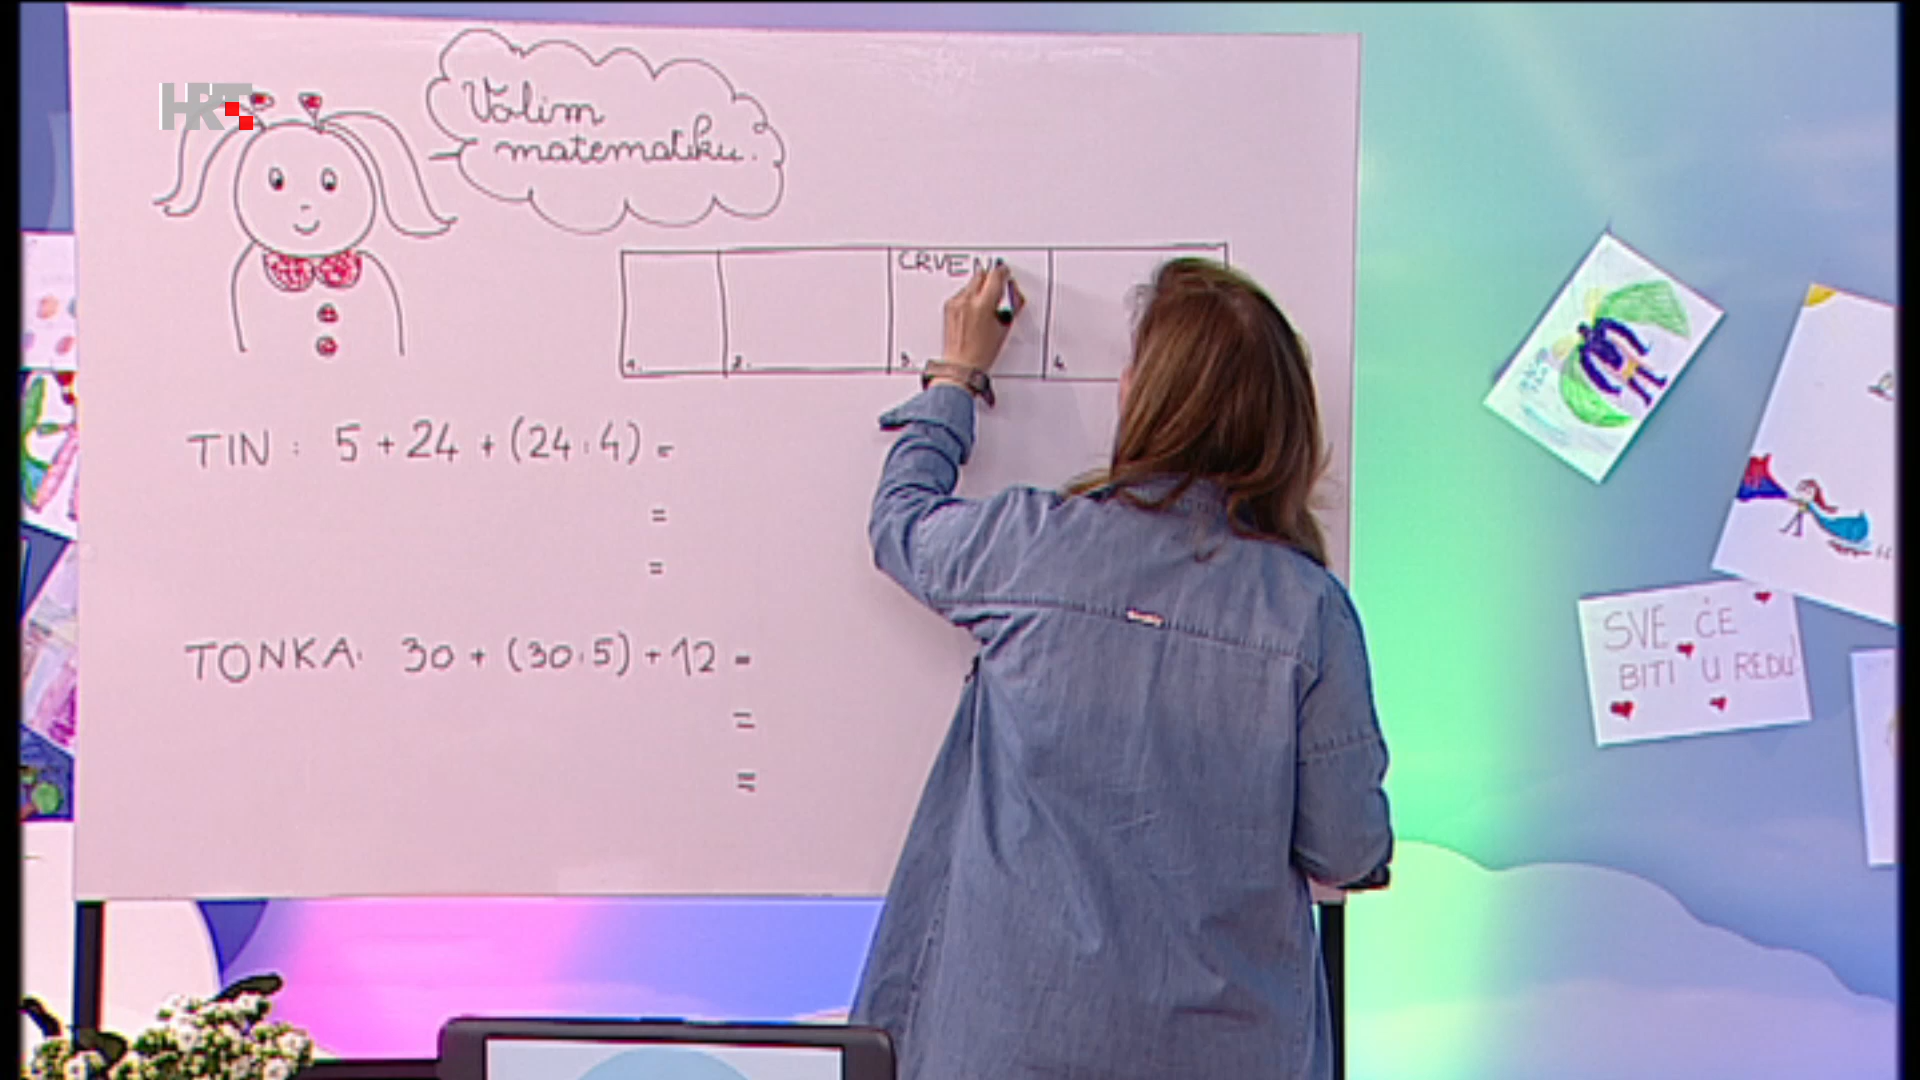 HRT
Volim
matematiku.
CRVENA
1. 2. 3. 4.
TIN : 5 + 24 + (24 : 4) =
=
=
TONKA: 30 + (30 : 5) + 12 =
=
=
SVE ĆE
BITI U REDU!